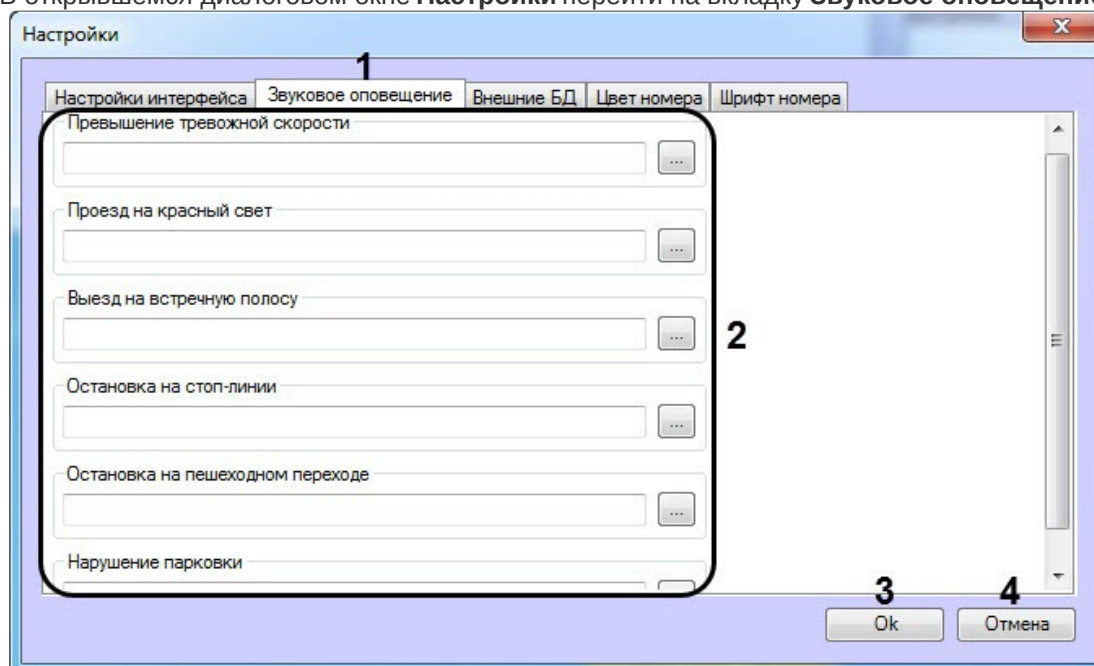 В открывшемся диалоговом окне Настройки перейти на вкладку Звуковое оповещение
Настройки
1
Настройки интерфейса Звуковое оповещение Внешние БД Цвет номера Шрифт номера
Превышение тревожной скорости
...
Проезд на красный свет
...
Выезд на встречную полосу
...
2
Остановка на стоп-линии
...
Остановка на пешеходном переходе
...
Нарушение парковки
3 4
Ok Отмена